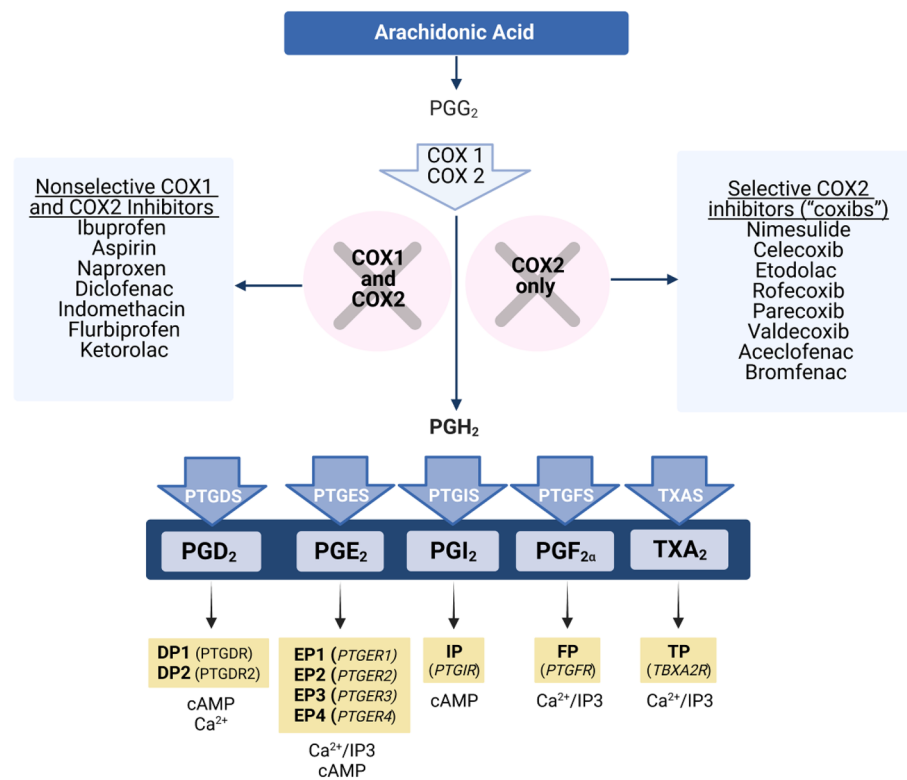 Arachidonic Acid
PGG₂
COX 1
COX 2
Nonselective COX1
and COX2 Inhibitors
Ibuprofen
Aspirin
Naproxen
Diclofenac
Indomethacin
Flurbiprofen
Ketorolac
COX1
and
COX2
COX2
only
Selective COX2
inhibitors (“coxibs”)
Nimesulide
Celecoxib
Etodolac
Rofecoxib
Parecoxib
Valdecoxib
Aceclofenac
Bromfenac
PGH₂
PTGDS
PTGES
PTGIS
PTGFS
TXAS
PGD₂
PGE₂
PGI₂
PGF₂α
TXA₂
DP1 (PTGDR)
DP2 (PTGDR2)
cAMP
Ca²⁺
EP1 (PTGER1)
EP2 (PTGER2)
EP3 (PTGER3)
EP4 (PTGER4)
Ca²⁺/IP3
cAMP
IP
(PTGIR)
cAMP
FP
(PTGFR)
Ca²⁺/IP3
TP
(TBXA2R)
Ca²⁺/IP3